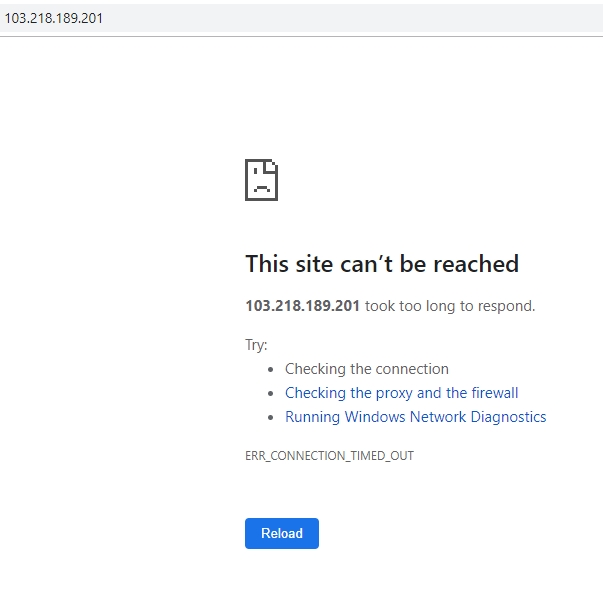 103.218.189.201
This site can’t be reached
103.218.189.201 took too long to respond.
Try:
Checking the connection
Checking the proxy and the firewall
Running Windows Network Diagnostics
ERR_CONNECTION_TIMED_OUT
Reload